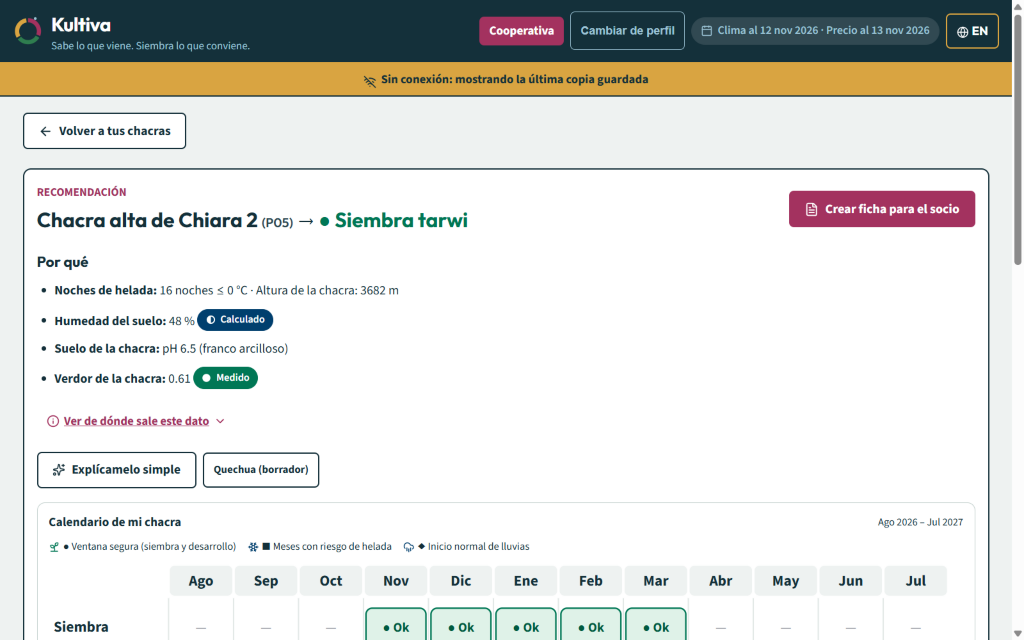 Kultiva
Sabe lo que viene. Siembra lo que conviene.
Cooperativa
Cambiar de perfil
Clima al 12 nov 2026 · Precio al 13 nov 2026
EN
Sin conexión: mostrando la última copia guardada
← Volver a tus chacras
RECOMENDACIÓN
Chacra alta de Chiara 2 (P05) → ● Siembra tarwi
Crear ficha para el socio
Por qué
• Noches de helada: 16 noches ≤ 0 °C · Altura de la chacra: 3682 m
• Humedad del suelo: 48 % Calculado
• Suelo de la chacra: pH 6.5 (franco arcilloso)
• Verdor de la chacra: 0.61 Medido
Ver de dónde sale este dato
Explícamelo simple
Quechua (borrador)
Calendario de mi chacra
Ago 2026 – Jul 2027
● Ventana segura (siembra y desarrollo) ■ Meses con riesgo de helada ◆ Inicio normal de lluvias
Ago Sep Oct Nov Dic Ene Feb Mar Abr May Jun Jul
Siembra — — — ● Ok ● Ok ● Ok ● Ok ● Ok — — — —